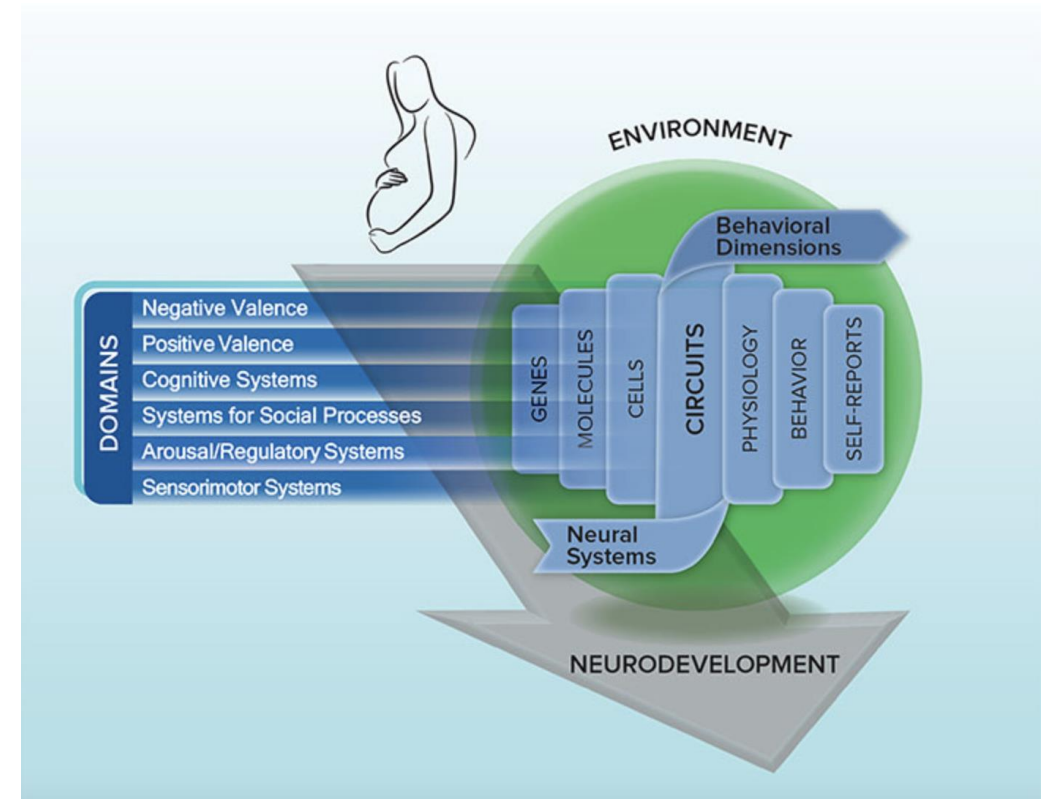 ENVIRONMENT
Behavioral
Dimensions
DOMAINS
Negative Valence
Positive Valence
Cognitive Systems
Systems for Social Processes
Arousal/Regulatory Systems
Sensorimotor Systems
GENES
MOLECULES
CELLS
CIRCUITS
PHYSIOLOGY
BEHAVIOR
SELF-REPORTS
Neural
Systems
NEURODEVELOPMENT